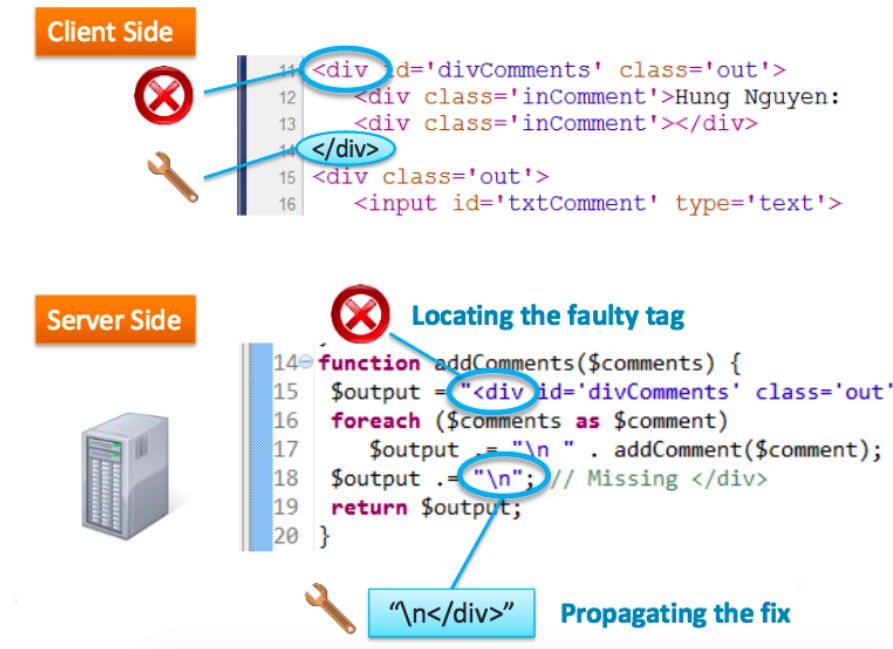 Client Side
11 <div id='divComments' class='out'>
12 <div class='inComment'>Hung Nguyen:
13 <div class='inComment'></div>
14 </div>
15 <div class='out'>
16 <input id='txtComment' type='text'>
Server Side
Locating the faulty tag
14 function addComments($comments) {
15 $output = "<div id='divComments' class='out'
16 foreach ($comments as $comment)
17 $output .= "\n " . addComment($comment);
18 $output .= "\n"; // Missing </div>
19 return $output;
20 }
“\n</div>”
Propagating the fix